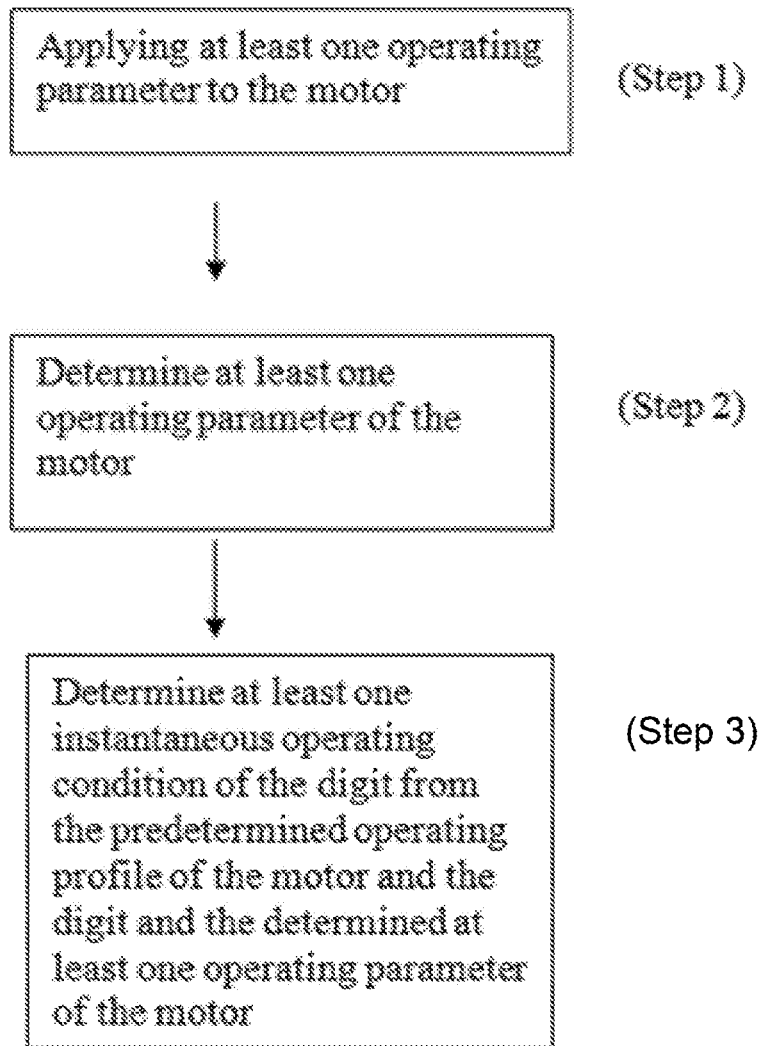 Applying at least one operating
parameter to the motor
(Step 1)
Determine at least one
operating parameter of the
motor
(Step 2)
Determine at least one
instantaneous operating
condition of the digit from
the predetermined operating
profile of the motor and the
digit and the determined at
least one operating parameter
of the motor
(Step 3)